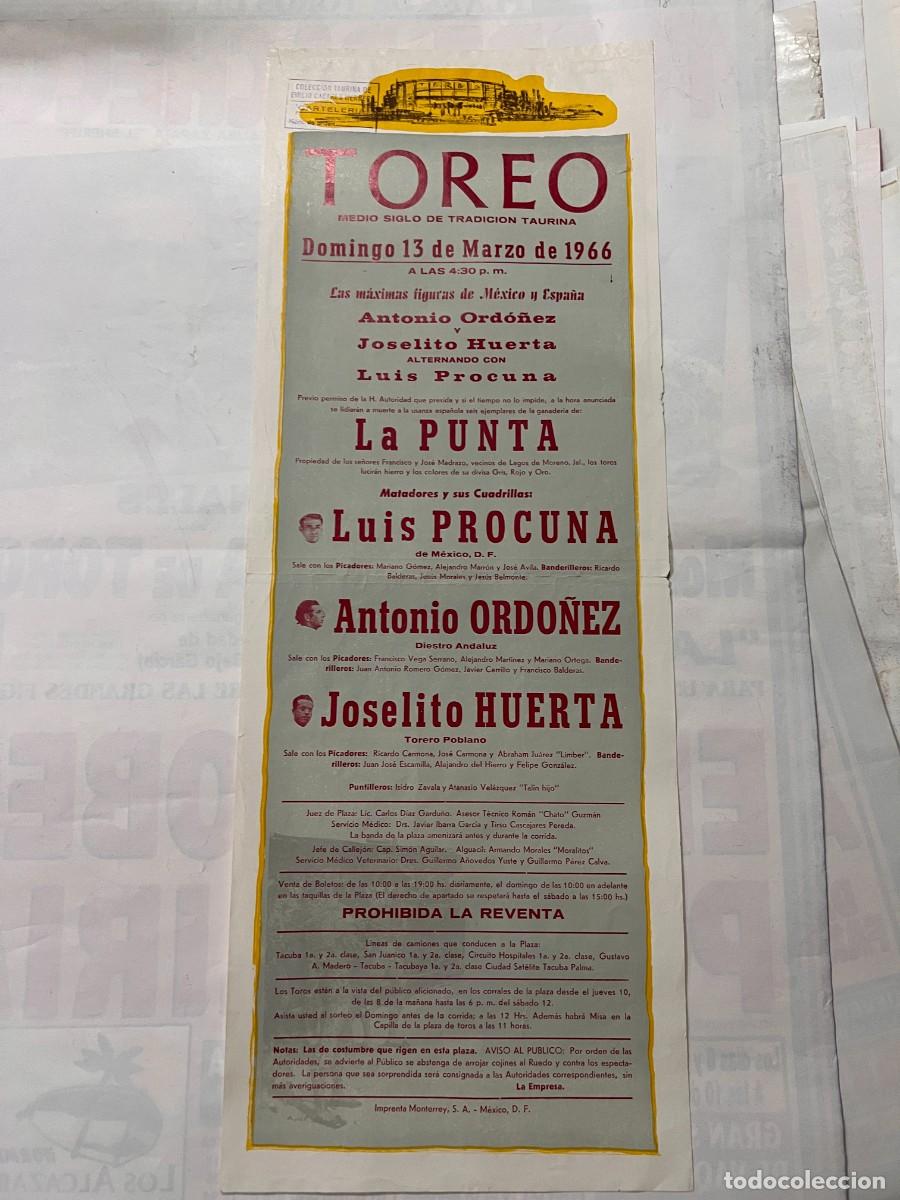 COLECCION TAURINA DE
EMILIO
TOREO
TOREO
MEDIO SIGLO DE TRADICION TAURINA
Domingo 13 de Marzo de 1966
A LAS 4:30 p. m.
Las máximas figuras de México y España
Antonio Ordóñez
Y
Joselito Huerta
ALTERNANDO CON
Luis Procuna
Previo permiso de la H. Autoridad que presida y si el tiempo no lo impide, a la hora anunciada
se lidiarán a muerte a la usanza española seis ejemplares de la ganadería de:
La PUNTA
Propiedad de los señores Francisco y José Madrazo, vecinos de Lagos de Moreno, Jal., los toros
lucirán hierro y los colores de su divisa Gris, Rojo y Oro.
Matadores y sus Cuadrillas:
Luis PROCUNA
de México, D. F.
Sale con los Picadores: Mariano Gómez, Alejandro Marrón y José Avila. Banderilleros: Ricardo
Balderas, Jesús Morales y Jesús Belmonte.
Antonio ORDOÑEZ
Diestro Andaluz
Sale con los Picadores: Francisco Vega Serrano, Alejandro Martínez y Mariano Ortega. Bande-
rilleros: Juan Antonio Romero Gómez, Javier Carrillo y Francisco Balderas.
Joselito HUERTA
Torero Poblano
Sale con los Picadores: Ricardo Carmona, José Carmona y Abraham Juárez "Limber". Bande-
rilleros: Juan José Escamilla, Alejandro del Hierro y Felipe González.
Puntilleros: Isidro Zavala y Atanasio Velázquez "Talín hijo"
Juez de Plaza: Lic. Carlos Díaz Garduño. Asesor Técnico Román "Chato" Guzmán
Servicio Médico: Drs. Javier Ibarra García y Tirso Cascajares Pereda.
La banda de la plaza amenizará antes y durante la corrida.
Jefe de Callejón: Cap. Simón Aguilar. Alguacil: Armando Morales "Moralitos"
Servicio Médico Veterinario: Dres. Guillermo Añovedos Yuste y Guillermo Pérez Calva.
Venta de Boletos: de las 10:00 a las 19:00 hs. diariamente, el domingo de las 10:00 en adelante
en las taquillas de la Plaza (El derecho de apartado se respetará hasta el sábado a las 15:00 hs.)
PROHIBIDA LA REVENTA
Líneas de camiones que conducen a la Plaza:
Tacuba 1a. y 2a. clase, San Juanico 1a. y 2a. clase, Circuito Hospitales 1a. y 2a. clase, Gustavo
A. Madero - Tacuba - Tacubaya 1a. y 2a. clase Ciudad Satélite Tacuba Palma.
Los Toros están a la vista del público aficionado, en los corrales de la plaza desde el jueves 10,
de las 8 de la mañana hasta las 6 p. m. del sábado 12.
Asista usted al sorteo el Domingo antes de la corrida; a las 12 Hrs. Además habrá Misa en la
Capilla de la plaza de toros a las 11 horas.
Notas: Las de costumbre que rigen en esta plaza. AVISO AL PUBLICO: Por orden de las
Autoridades, se advierte al Público se abstenga de arrojar cojines al Ruedo y contra los especta-
dores. La persona que sea sorprendida será consignada a las Autoridades correspondientes, sin
más averiguaciones. La Empresa.
Imprenta Monterrey, S. A. - México, D. F.
LOS ALCAZAR
todocoleccion